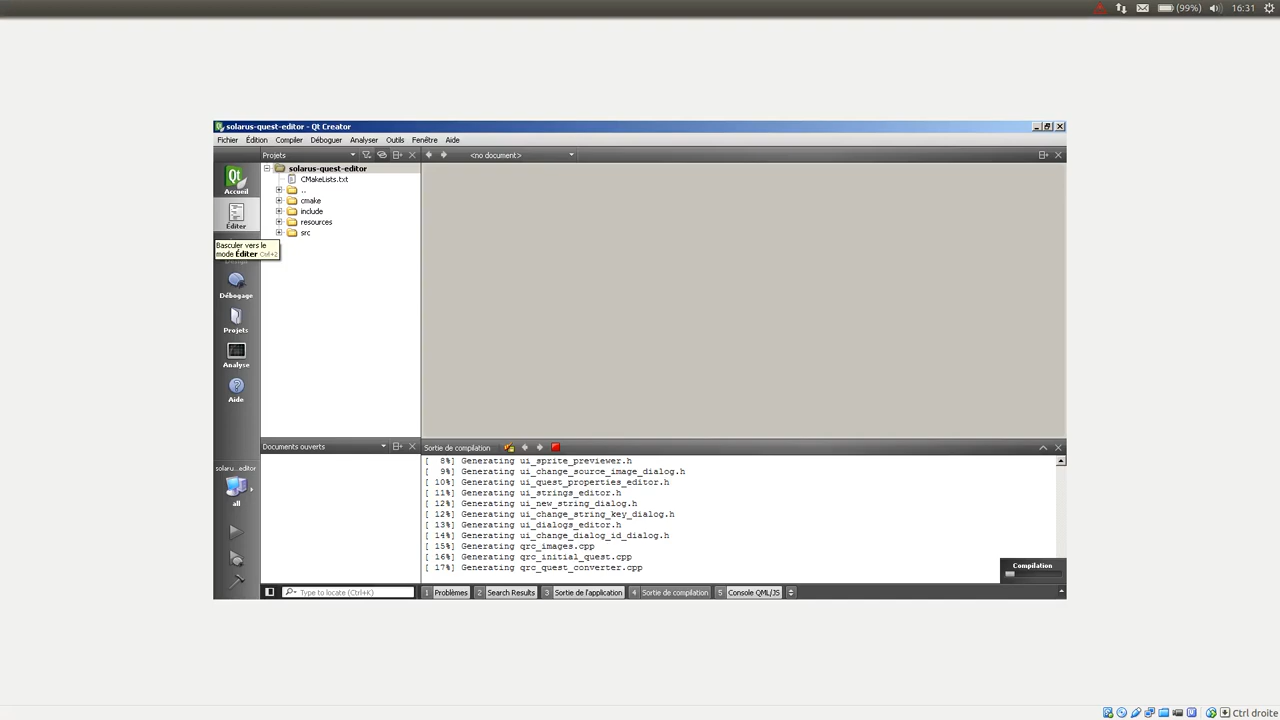 (99%) 16:31
solarus-quest-editor - Qt Creator
Fichier Édition Compiler Déboguer Analyser Outils Fenêtre Aide
Projets <no document>
Accueil
Éditer
Basculer vers le
mode Éditer Ctrl+2
Débogage
Projets
Analyse
Aide
solarus-quest-editor
CMakeLists.txt
..
cmake
include
resources
src
Documents ouverts
Sortie de compilation
[ 8%] Generating ui_sprite_previewer.h
[ 9%] Generating ui_change_source_image_dialog.h
[ 10%] Generating ui_quest_properties_editor.h
[ 11%] Generating ui_strings_editor.h
[ 12%] Generating ui_new_string_dialog.h
[ 12%] Generating ui_change_string_key_dialog.h
[ 13%] Generating ui_dialogs_editor.h
[ 14%] Generating ui_change_dialog_id_dialog.h
[ 15%] Generating qrc_images.cpp
[ 16%] Generating qrc_initial_quest.cpp
[ 17%] Generating qrc_quest_converter.cpp
Compilation
solaru...editor
all
Type to locate (Ctrl+K)
1 Problèmes 2 Search Results 3 Sortie de l'application 4 Sortie de compilation 5 Console QML/JS
Ctrl droite